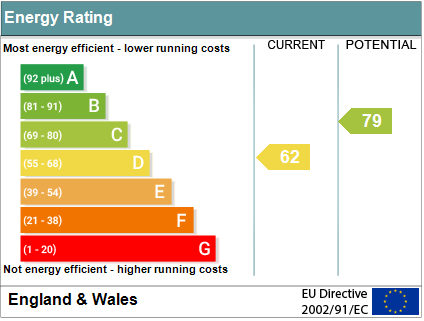 Energy Rating
Most energy efficient - lower running costs
CURRENT
POTENTIAL
(92 plus) A
(81 - 91) B
(69 - 80) C
(55 - 68) D
(39 - 54) E
(21 - 38) F
(1 - 20) G
62
79
Not energy efficient - higher running costs
England & Wales
EU Directive
2002/91/EC